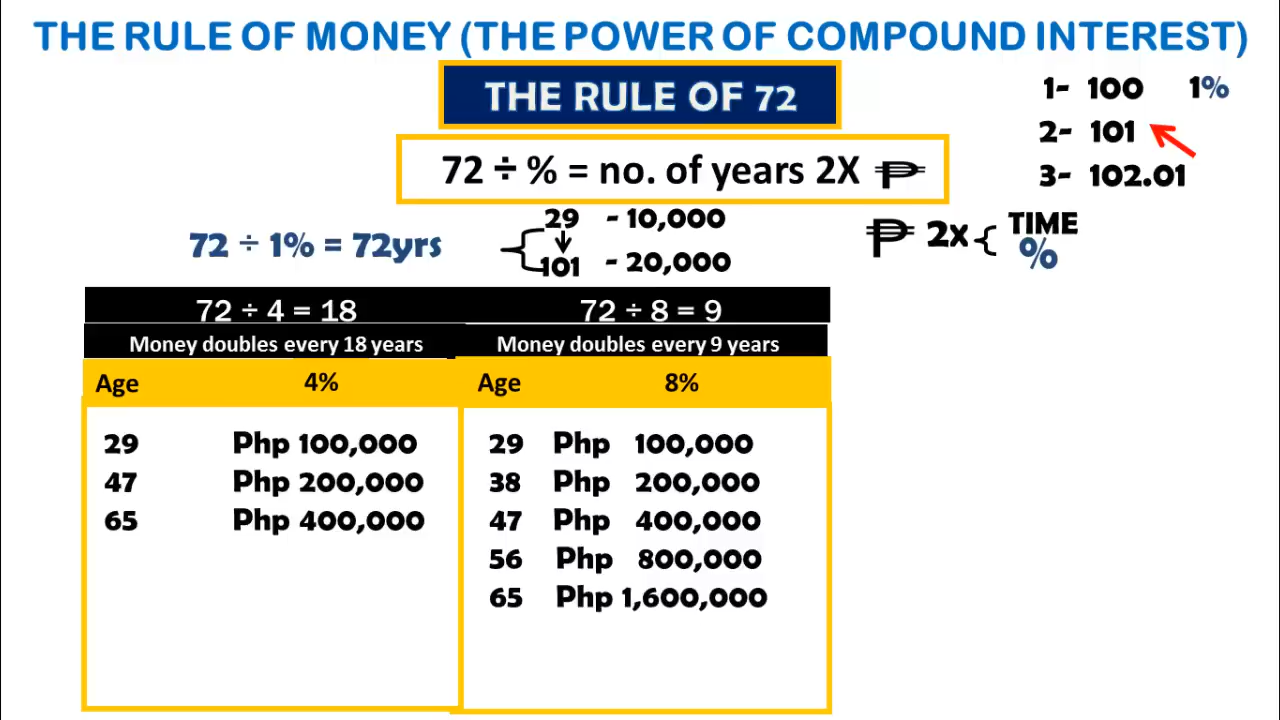 THE RULE OF MONEY (THE POWER OF COMPOUND INTEREST)
THE RULE OF 72
72 ÷ % = no. of years 2X ₱
1- 100 1%
2- 101
3- 102.01
72 ÷ 1% = 72yrs
29 - 10,000
101 - 20,000
₱ 2x { TIME
%
72 ÷ 4 = 18
Money doubles every 18 years
Age 4%
29 Php 100,000
47 Php 200,000
65 Php 400,000
72 ÷ 8 = 9
Money doubles every 9 years
Age 8%
29 Php 100,000
38 Php 200,000
47 Php 400,000
56 Php 800,000
65 Php 1,600,000